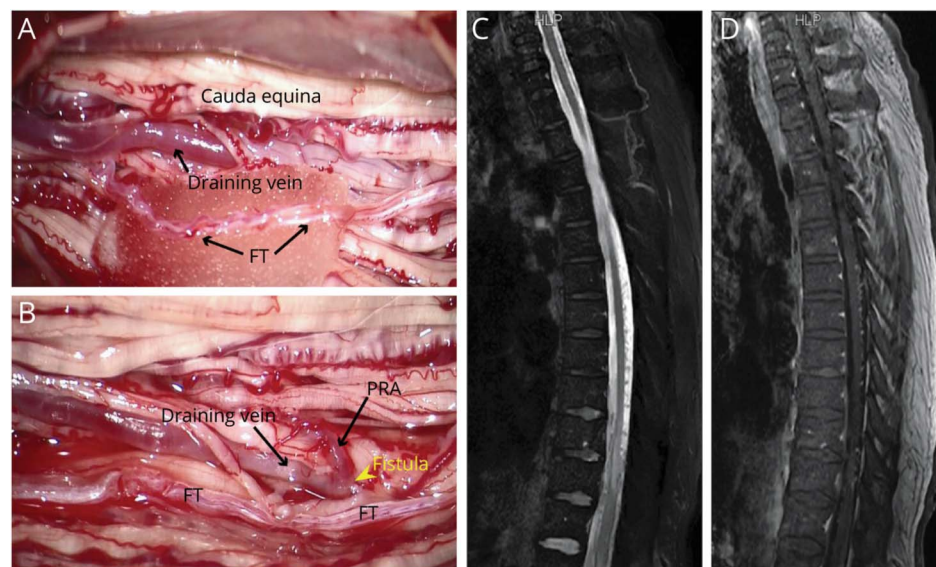 A
Cauda equina
Draining vein
FT
B
PRA
Draining vein
Fistula
FT
FT
C
HLP
D
HLP